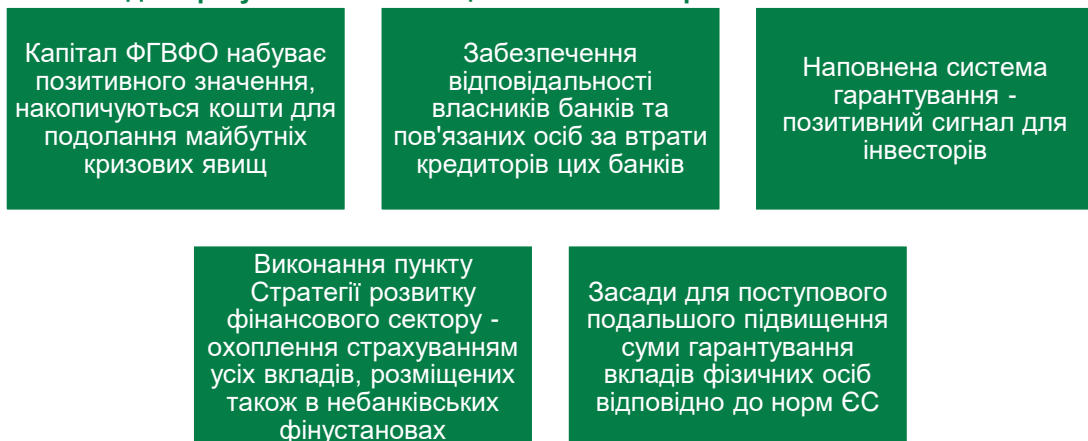 Капітал ФГВФО набуває
позитивного значення,
накопичуються кошти для
подолання майбутніх
кризових явищ
Забезпечення
відповідальності
власників банків та
пов'язаних осіб за втрати
кредиторів цих банків
Наповнена система
гарантування -
позитивний сигнал для
інвесторів
Виконання пункту
Стратегії розвитку
фінансового сектору -
охоплення страхуванням
усіх вкладів, розміщених
також в небанківських
фінустановах
Засади для поступового
подальшого підвищення
суми гарантування
вкладів фізичних осіб
відповідно до норм ЄС